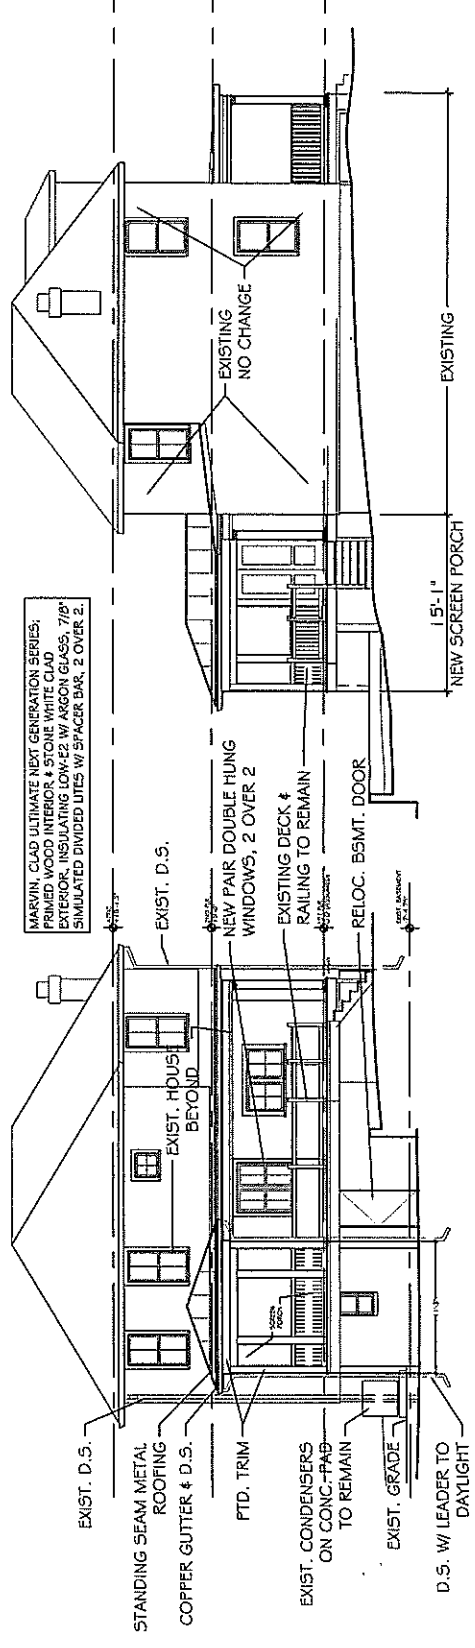 MARVIN, CLAD ULTIMATE NEXT GENERATION SERIES;
PRIMED WOOD INTERIOR & STONE WHITE CLAD
EXTERIOR, INSULATING LOW-E2 W/ ARGON GLASS, 7/8"
SIMULATED DIVIDED LITES W/ SPACER BAR, 2 OVER 2.
EXIST. D.S.
STANDING SEAM METAL
ROOFING
COPPER GUTTER & D.S.
PTD. TRIM
EXIST. CONDENSERS
ON CONC. PAD
TO REMAIN
EXIST. GRADE
D.S. W/ LEADER TO
DAYLIGHT
EXIST. HOUSE
BEYOND
SCREEN
PORCH
EXIST. D.S.
NEW PAIR DOUBLE HUNG
WINDOWS, 2 OVER 2
EXISTING DECK &
RAILING TO REMAIN
RELOC. BSMT. DOOR
EXISTING
NO CHANGE
15'-1"
NEW SCREEN PORCH
EXISTING